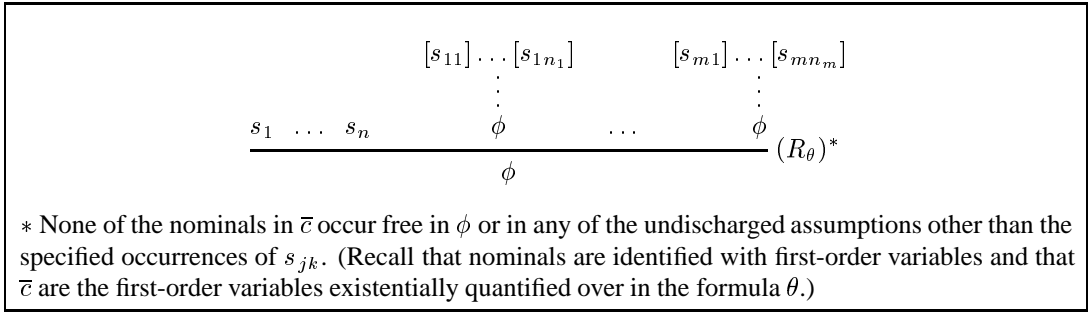 [s₁₁] . . . [s₁ₙ₁] [sₘ₁] . . . [sₘₙₘ]
s₁ . . . sₙ ϕ . . . ϕ
(R_θ)*
ϕ
∗ None of the nominals in c̅ occur free in ϕ or in any of the undischarged assumptions other than the
specified occurrences of sⱼₖ. (Recall that nominals are identified with first-order variables and that
c̅ are the first-order variables existentially quantified over in the formula θ.)